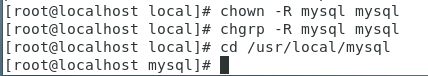 [root@localhost local]# chown -R mysql mysql
[root@localhost local]# chgrp -R mysql mysql
[root@localhost local]# cd /usr/local/mysql
[root@localhost mysql]#